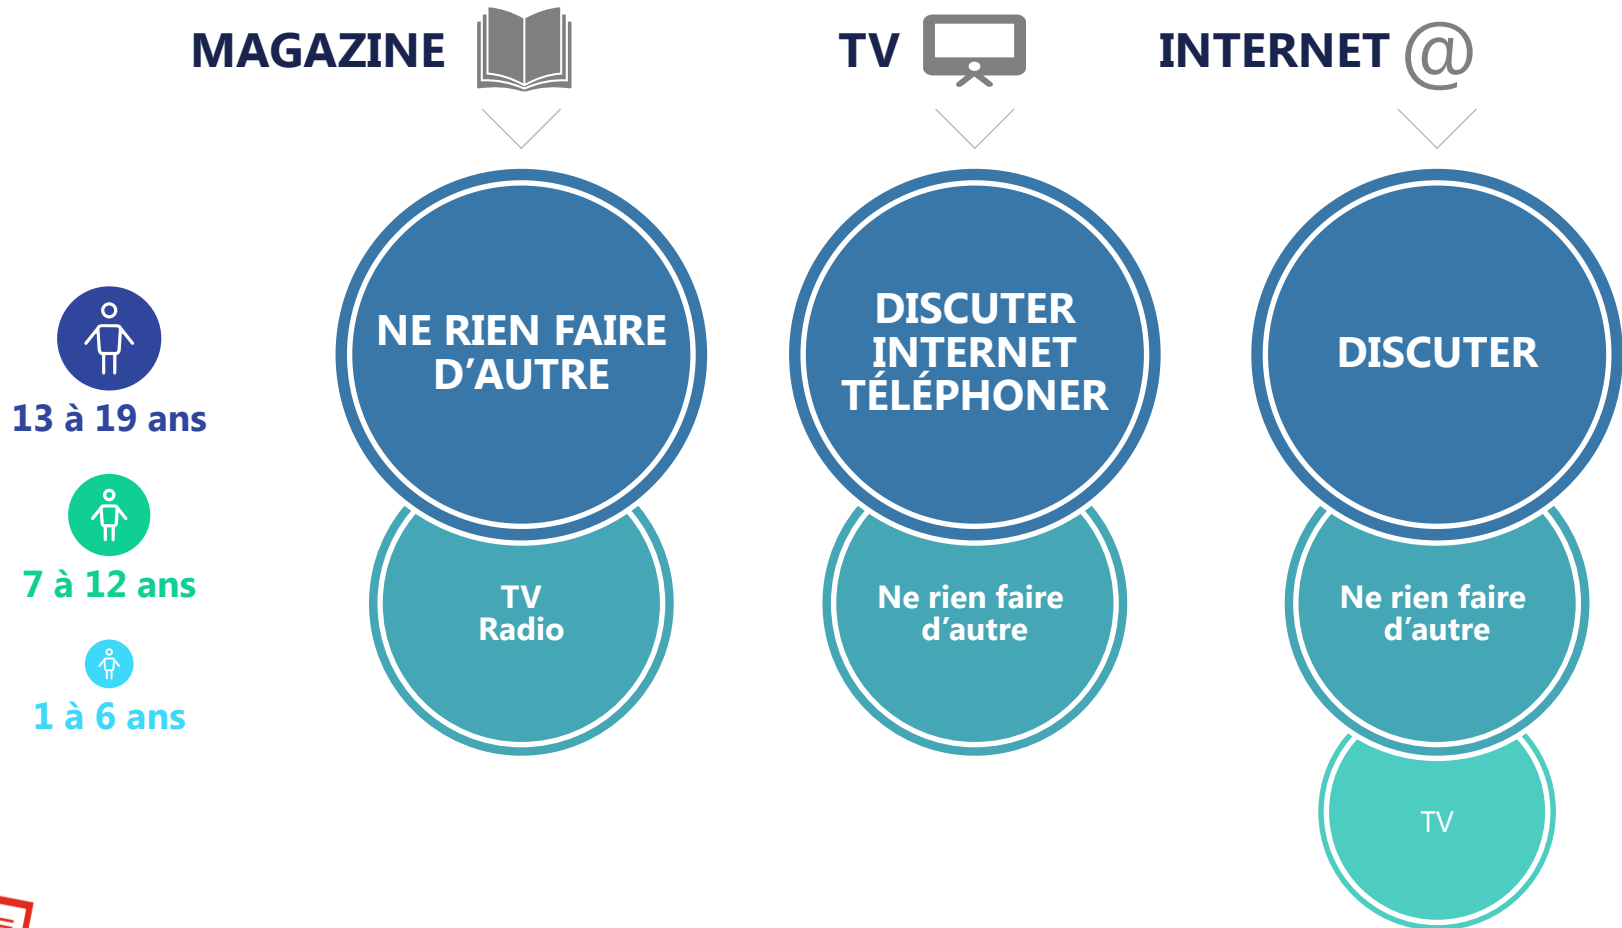 MAGAZINE
TV
INTERNET @
13 à 19 ans
7 à 12 ans
1 à 6 ans
NE RIEN FAIRE
D’AUTRE
TV
Radio
DISCUTER
INTERNET
TÉLÉPHONER
Ne rien faire
d’autre
DISCUTER
Ne rien faire
d’autre
TV